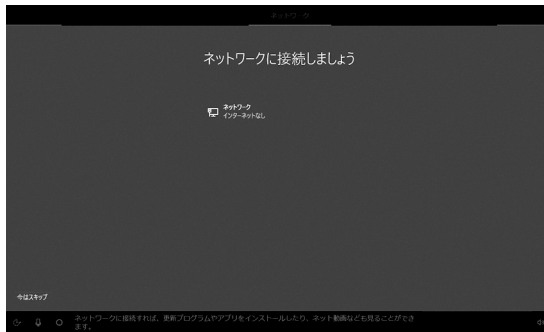 ネットワーク
ネットワークに接続しましょう
ネットワーク
インターネットなし
今はスキップ
ネットワークに接続すれば、更新プログラムやアプリをインストールしたり、ネット動画なども見ることができ
ます。